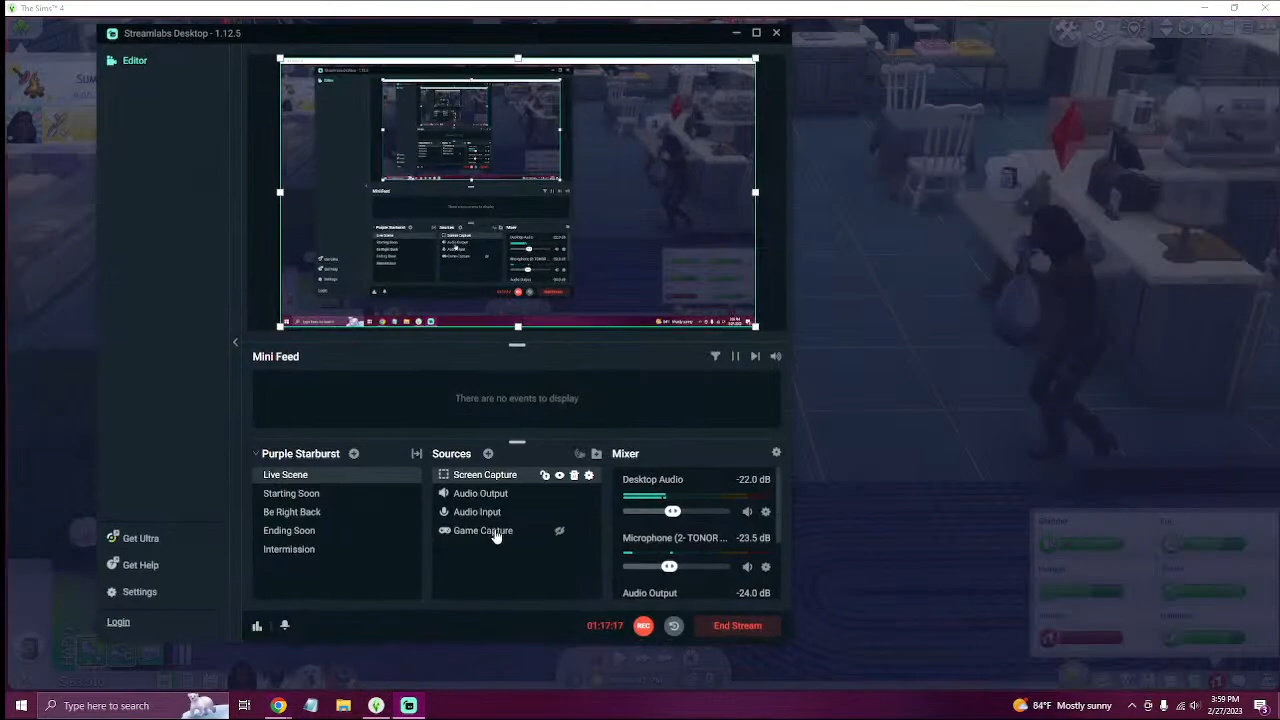 The Sims™ 4
Streamlabs Desktop - 1.12.5
Editor
Mini Feed
There are no events to display
Purple Starburst
Sources
Mixer
Live Scene
Starting Soon
Be Right Back
Ending Soon
Intermission
Screen Capture
Audio Output
Audio Input
Game Capture
Desktop Audio
-22.0 dB
Microphone (2- TONOR ...
-23.5 dB
Audio Output
-24.0 dB
Get Ultra
Get Help
Settings
Login
01:17:17
REC
End Stream
Type here to search
84°F Mostly sunny
3:59 PM
2/27/2023